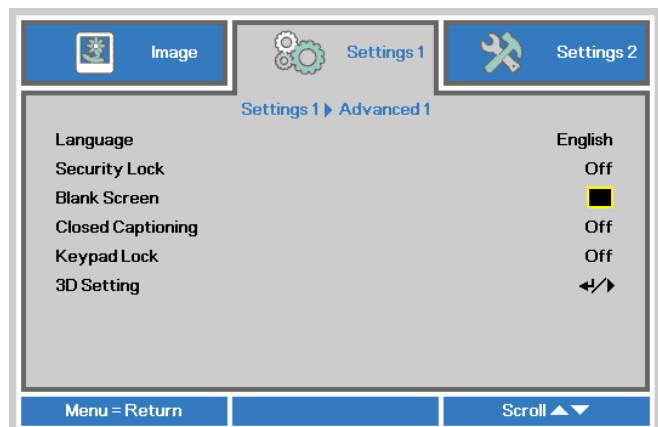 Image Settings 1 Settings 2
Settings 1 ▶ Advanced 1
Language English
Security Lock Off
Blank Screen
Closed Captioning Off
Keypad Lock Off
3D Setting ↵/▶
Menu = Return Scroll ▲▼